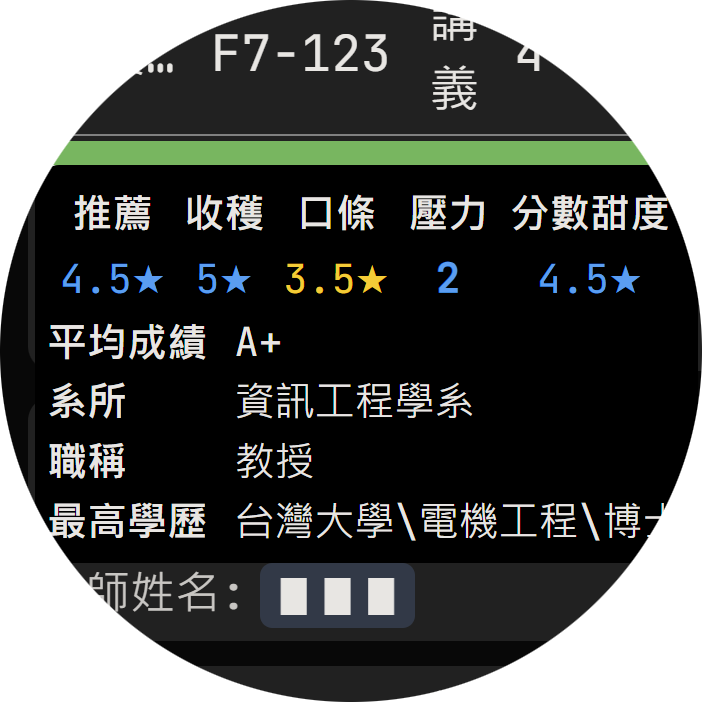 F7-123 講 4
義
推薦 收穫 口條 壓力 分數甜度
4.5★ 5★ 3.5★ 2 4.5★
平均成績 A+
系所 資訊工程學系
職稱 教授
最高學歷 台灣大學\電機工程\博士
師姓名：